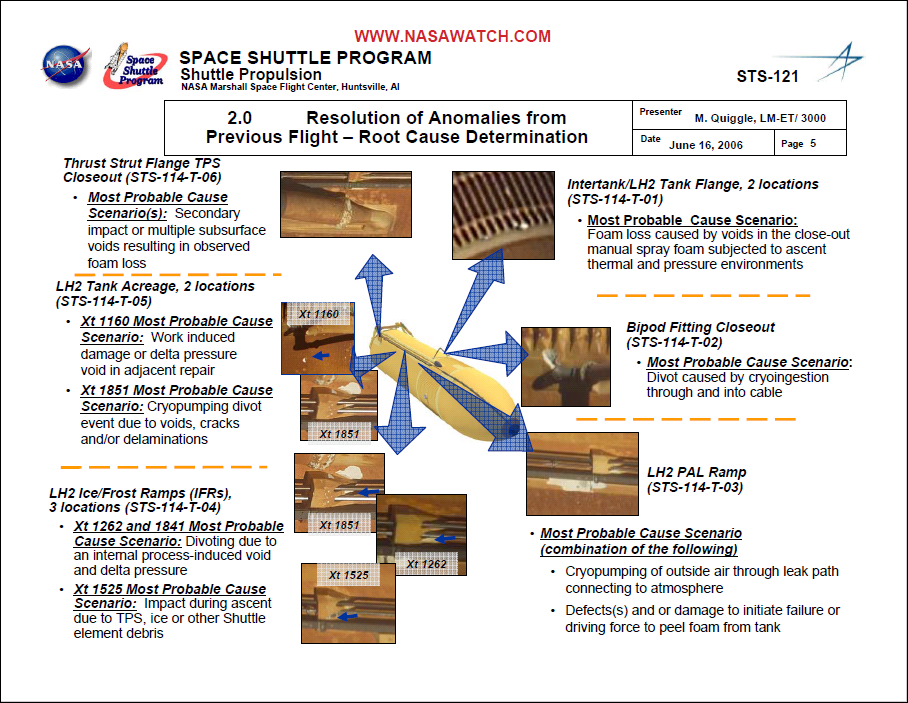 WWW.NASAWATCH.COM
NASA
Space
Shuttle
Program
SPACE SHUTTLE PROGRAM
Shuttle Propulsion
NASA Marshall Space Flight Center, Huntsville, Al
STS-121
2.0 Resolution of Anomalies from
Previous Flight – Root Cause Determination
Presenter M. Quiggle, LM-ET/ 3000
Date June 16, 2006
Page 5
Thrust Strut Flange TPS
Closeout (STS-114-T-06)
• Most Probable Cause
Scenario(s): Secondary
impact or multiple subsurface
voids resulting in observed
foam loss
LH2 Tank Acreage, 2 locations
(STS-114-T-05)
• Xt 1160 Most Probable Cause
Scenario: Work induced
damage or delta pressure
void in adjacent repair
• Xt 1851 Most Probable Cause
Scenario: Cryopumping divot
event due to voids, cracks
and/or delaminations
LH2 Ice/Frost Ramps (IFRs),
3 locations (STS-114-T-04)
• Xt 1262 and 1841 Most Probable
Cause Scenario: Divoting due to
an internal process-induced void
and delta pressure
• Xt 1525 Most Probable Cause
Scenario: Impact during ascent
due to TPS, ice or other Shuttle
element debris
Xt 1160
Xt 1851
Xt 1851
Xt 1262
Xt 1525
Intertank/LH2 Tank Flange, 2 locations
(STS-114-T-01)
• Most Probable Cause Scenario:
Foam loss caused by voids in the close-out
manual spray foam subjected to ascent
thermal and pressure environments
Bipod Fitting Closeout
(STS-114-T-02)
• Most Probable Cause Scenario:
Divot caused by cryoingestion
through and into cable
LH2 PAL Ramp
(STS-114-T-03)
• Most Probable Cause Scenario
(combination of the following)
• Cryopumping of outside air through leak path
connecting to atmosphere
• Defects(s) and or damage to initiate failure or
driving force to peel foam from tank